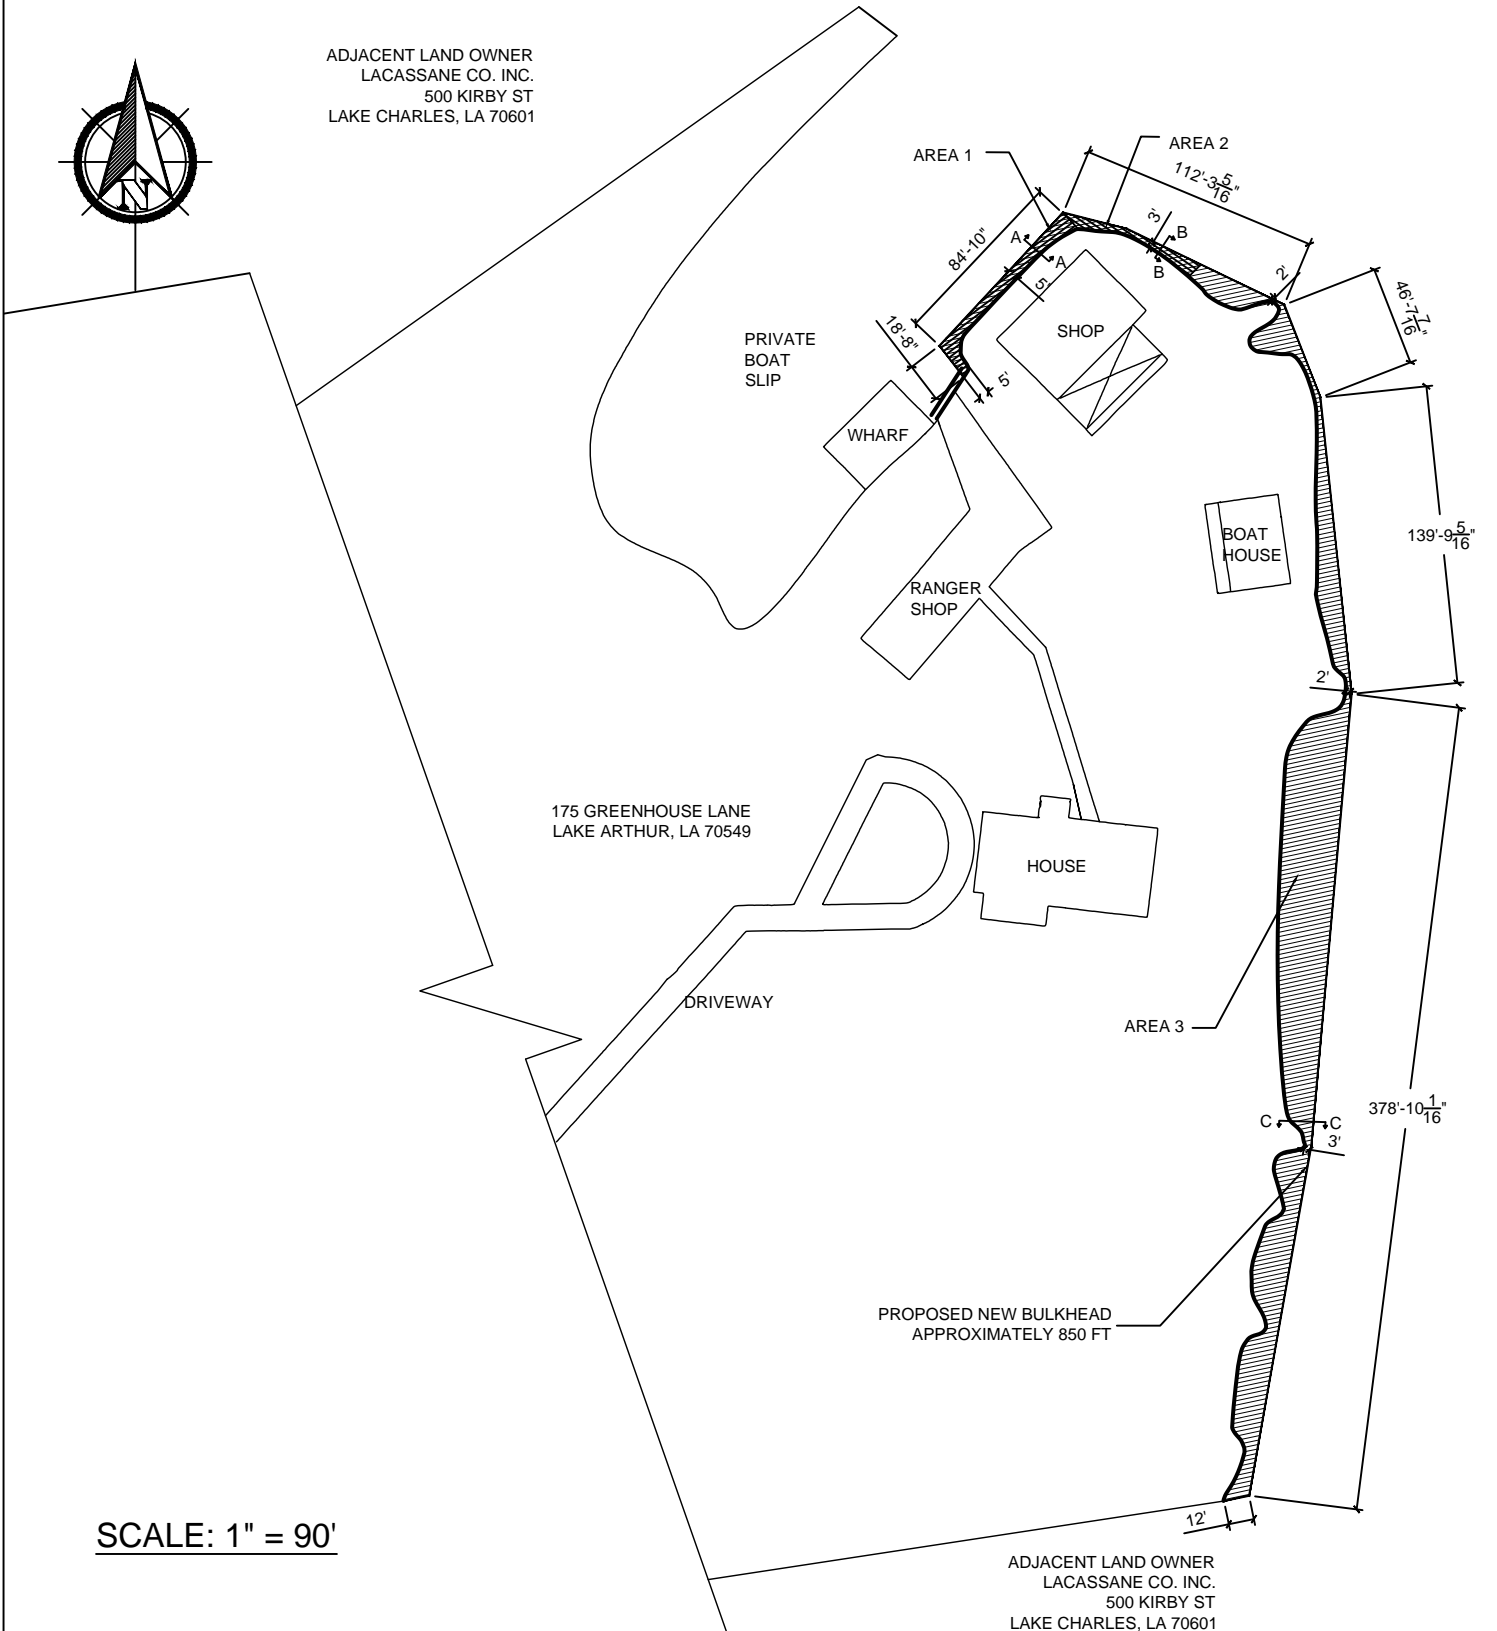 ADJACENT LAND OWNER
LACASSANE CO. INC.
500 KIRBY ST
LAKE CHARLES, LA 70601
N
AREA 1
AREA 2
112'-3 5/16"
3'
B
B
A
A
84'-10"
5'
2'
46'-7 7/16"
18'-8"
5'
SHOP
PRIVATE
BOAT
SLIP
WHARF
BOAT
HOUSE
139'-9 5/16"
RANGER
SHOP
2'
175 GREENHOUSE LANE
LAKE ARTHUR, LA 70549
HOUSE
DRIVEWAY
AREA 3
378'-10 1/16"
C
C
3'
PROPOSED NEW BULKHEAD
APPROXIMATELY 850 FT
12'
SCALE: 1" = 90'
ADJACENT LAND OWNER
LACASSANE CO. INC.
500 KIRBY ST
LAKE CHARLES, LA 70601